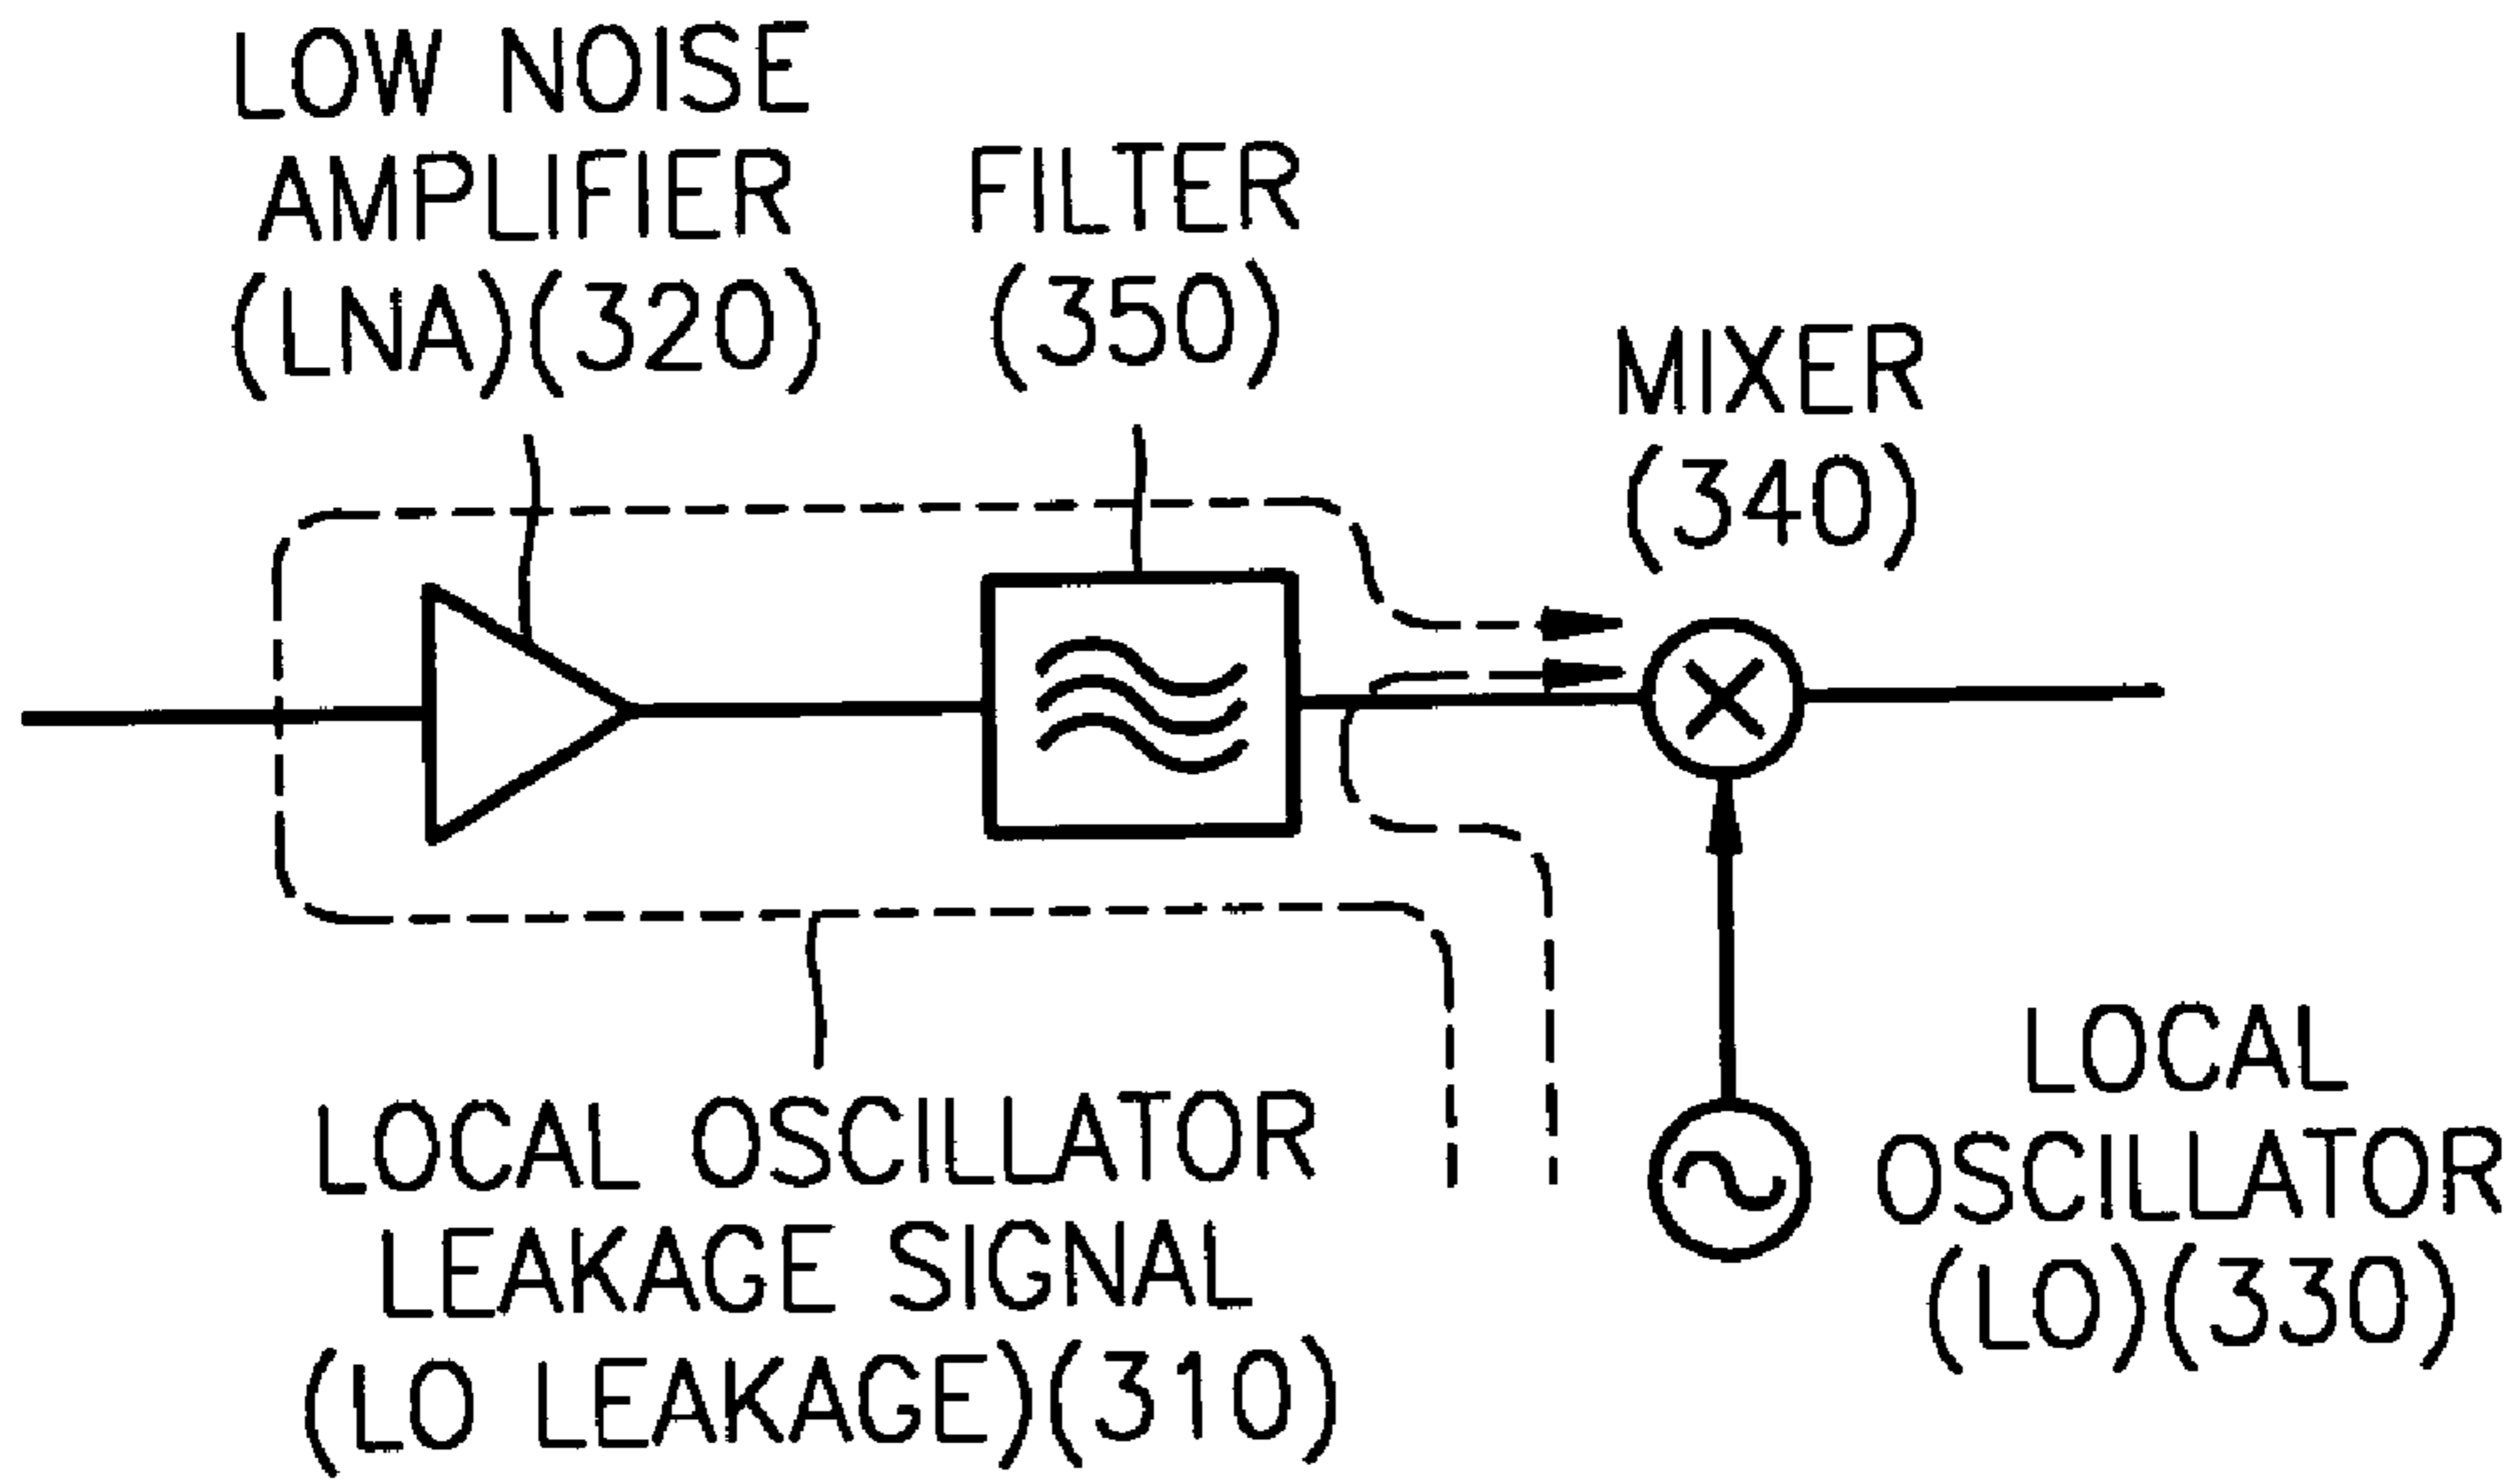 LOW NOISE
AMPLIFIER
(LNA)(320)
FILTER
(350)
MIXER
(340)
LOCAL OSCILLATOR
LEAKAGE SIGNAL
(LO LEAKAGE)(310)
LOCAL
OSCILLATOR
(LO)(330)